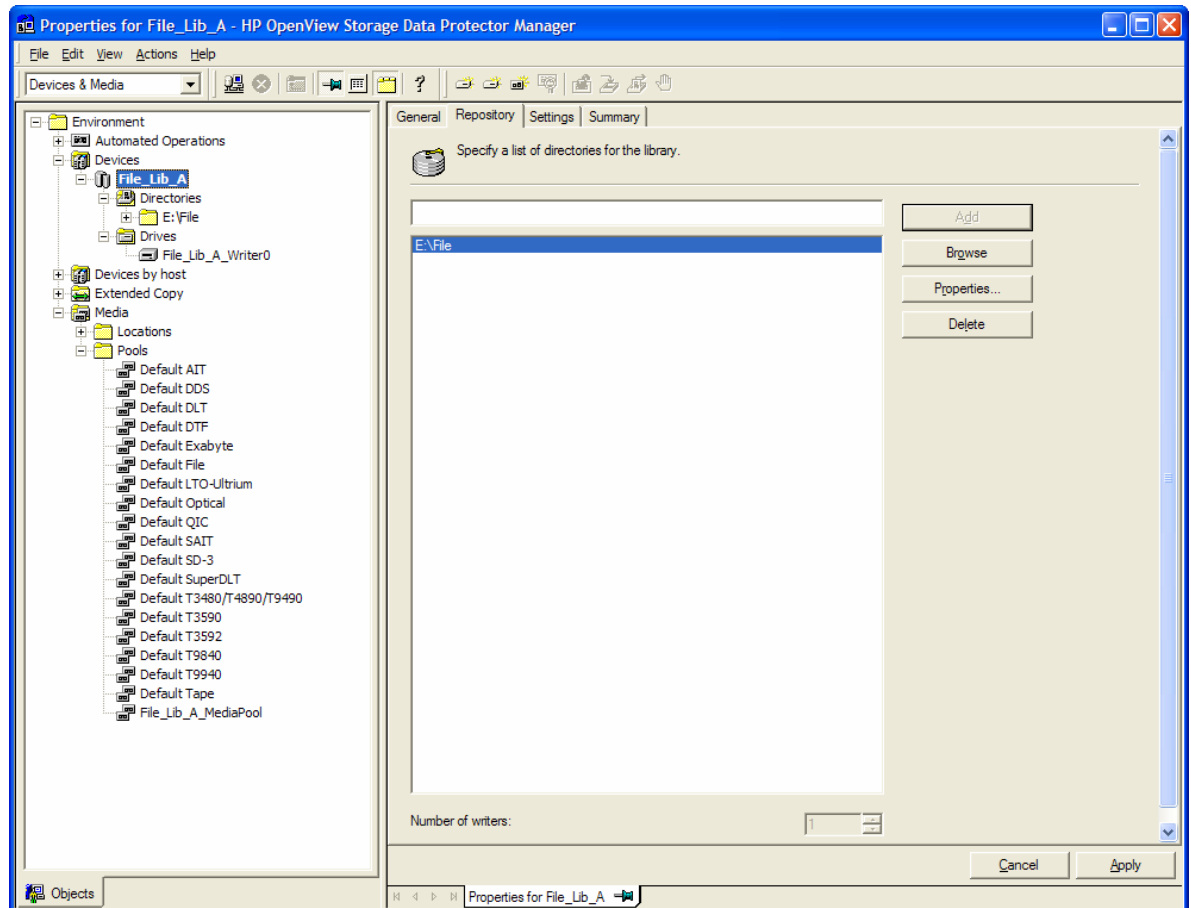 Properties for File_Lib_A - HP OpenView Storage Data Protector Manager
File Edit View Actions Help
Devices & Media
?
Environment
Automated Operations
Devices
File_Lib_A
Directories
E:\File
Drives
File_Lib_A_Writer0
Devices by host
Extended Copy
Media
Locations
Pools
Default AIT
Default DDS
Default DLT
Default DTF
Default Exabyte
Default File
Default LTO-Ultrium
Default Optical
Default QIC
Default SAIT
Default SD-3
Default SuperDLT
Default T3480/T4890/T9490
Default T3590
Default T3592
Default T9840
Default T9940
Default Tape
File_Lib_A_MediaPool
Objects
General Repository Settings Summary
Specify a list of directories for the library.
Add
E:\File
Browse
Properties...
Delete
Number of writers: 1
Cancel Apply
Properties for File_Lib_A